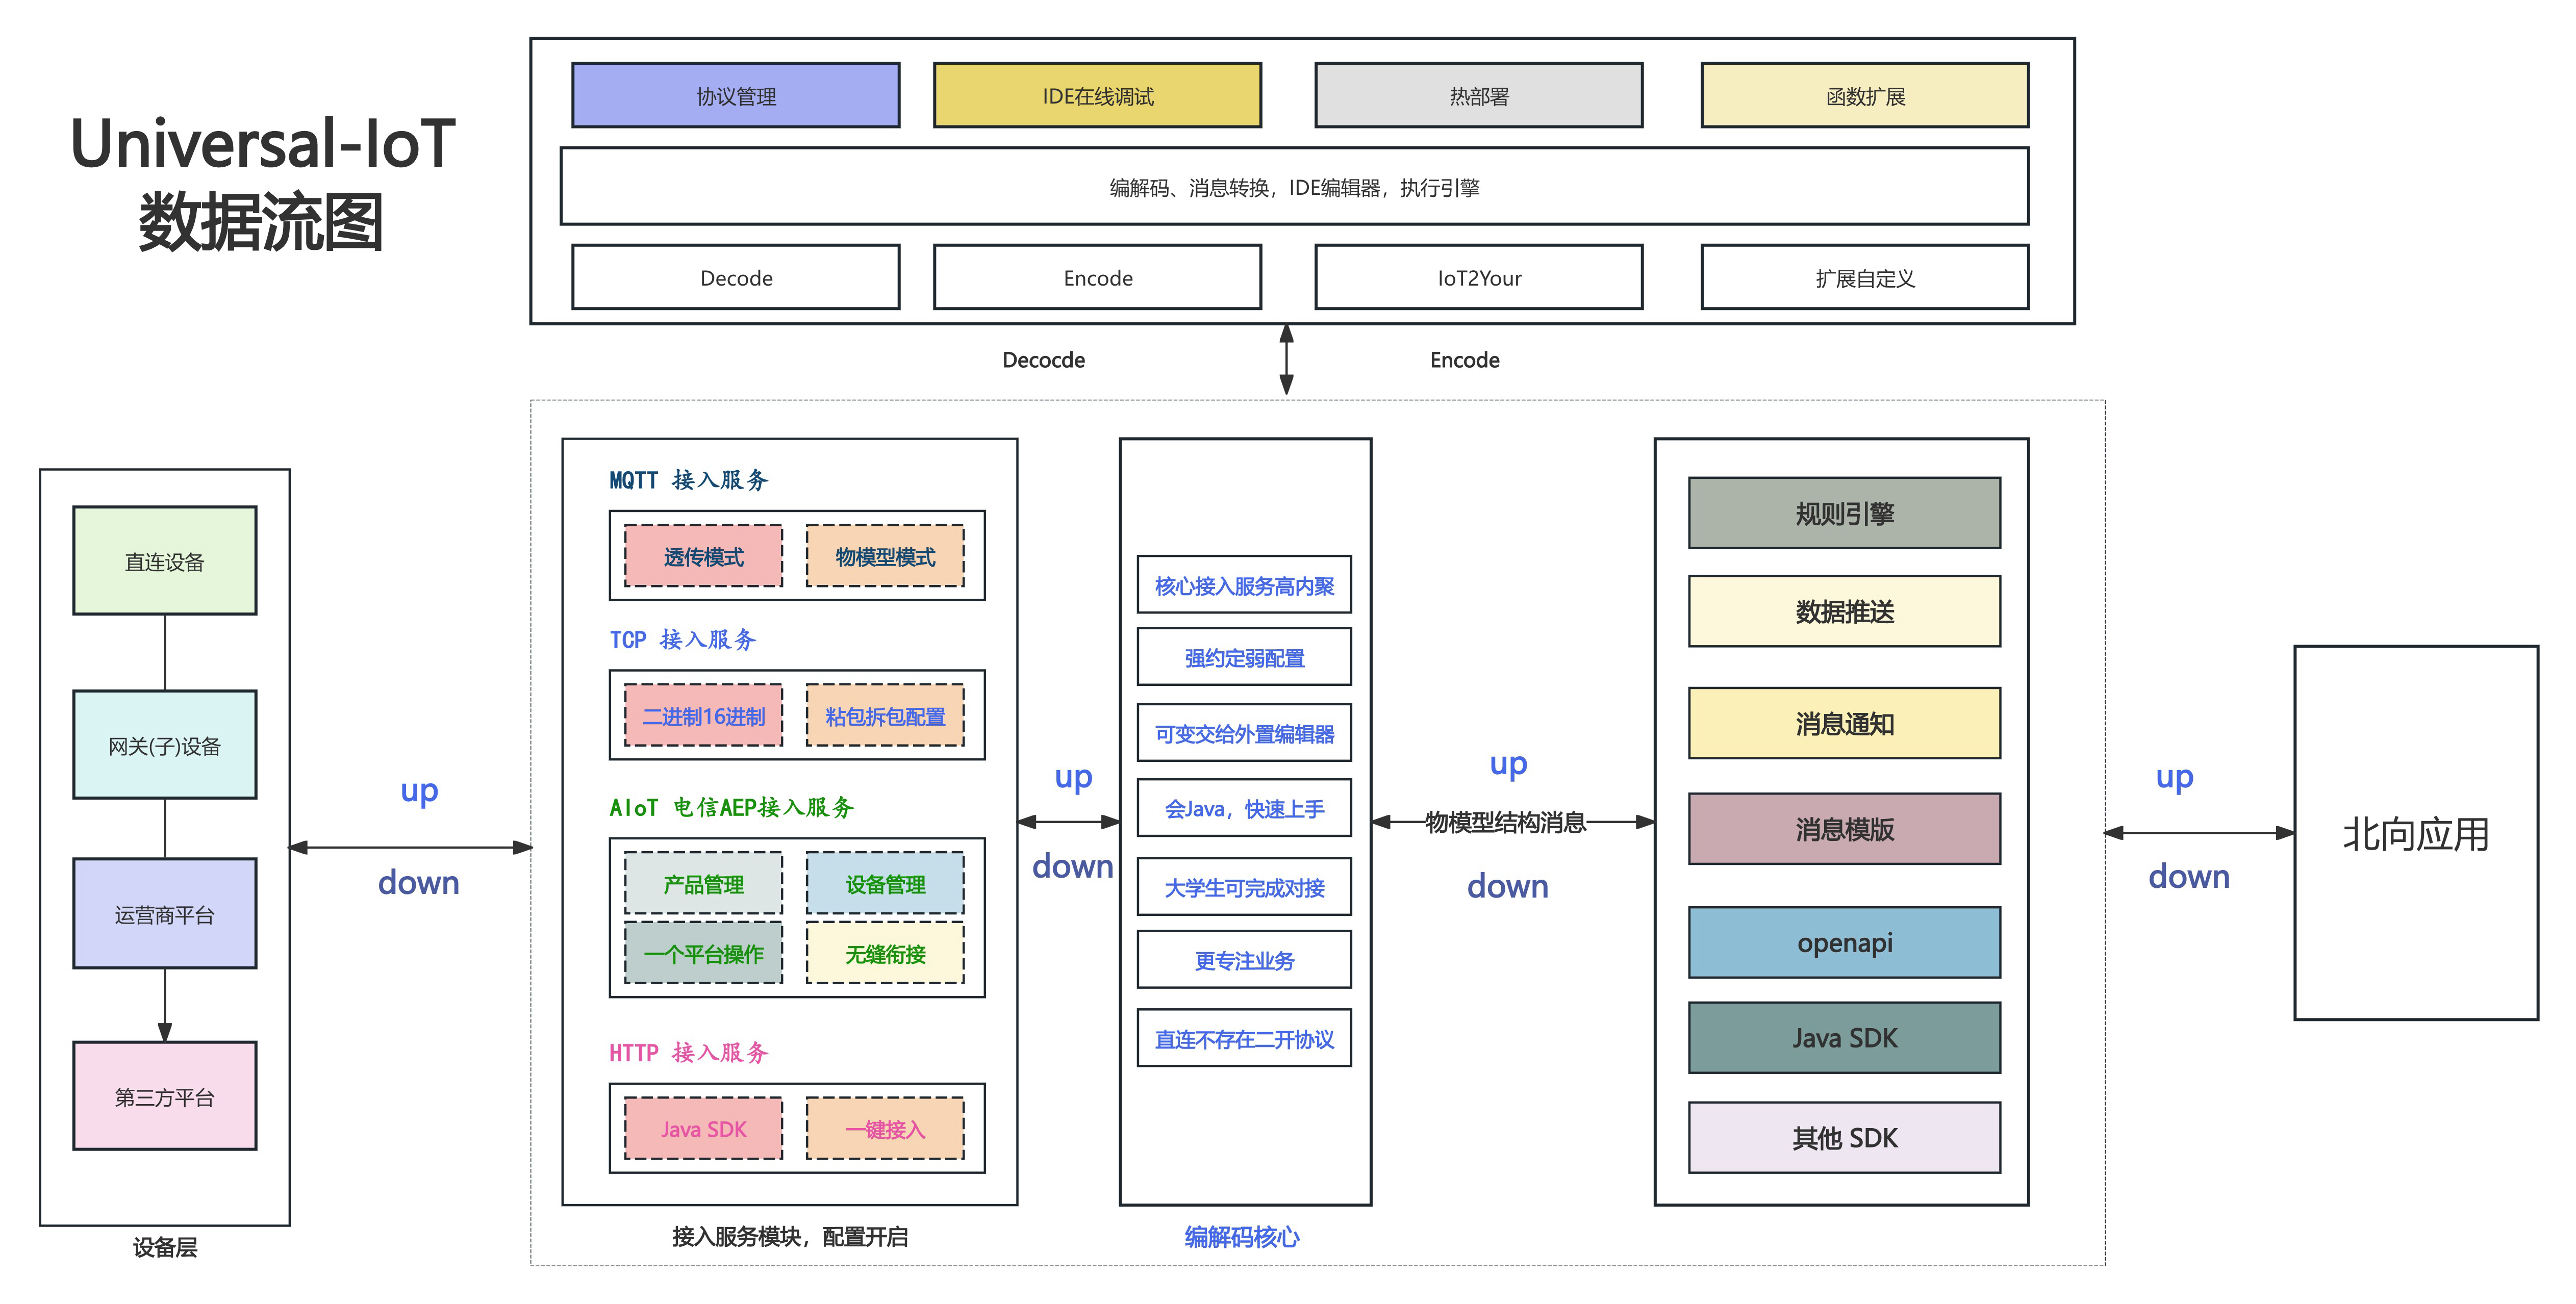 Universal-IoT
数据流图
协议管理
IDE在线调试
热部署
函数扩展
编解码、消息转换，IDE编辑器，执行引擎
Decode
Encode
IoT2Your
扩展自定义
Decocde
Encode
直连设备
网关(子)设备
运营商平台
第三方平台
设备层
up
down
MQTT 接入服务
透传模式
物模型模式
TCP 接入服务
二进制16进制
粘包拆包配置
AIoT 电信AEP接入服务
产品管理
设备管理
一个平台操作
无缝衔接
HTTP 接入服务
Java SDK
一键接入
接入服务模块，配置开启
up
down
核心接入服务高内聚
强约定弱配置
可变交给外置编辑器
会Java，快速上手
大学生可完成对接
更专注业务
直连不存在二开协议
编解码核心
up
物模型结构消息
down
规则引擎
数据推送
消息通知
消息模版
openapi
Java SDK
其他 SDK
up
down
北向应用